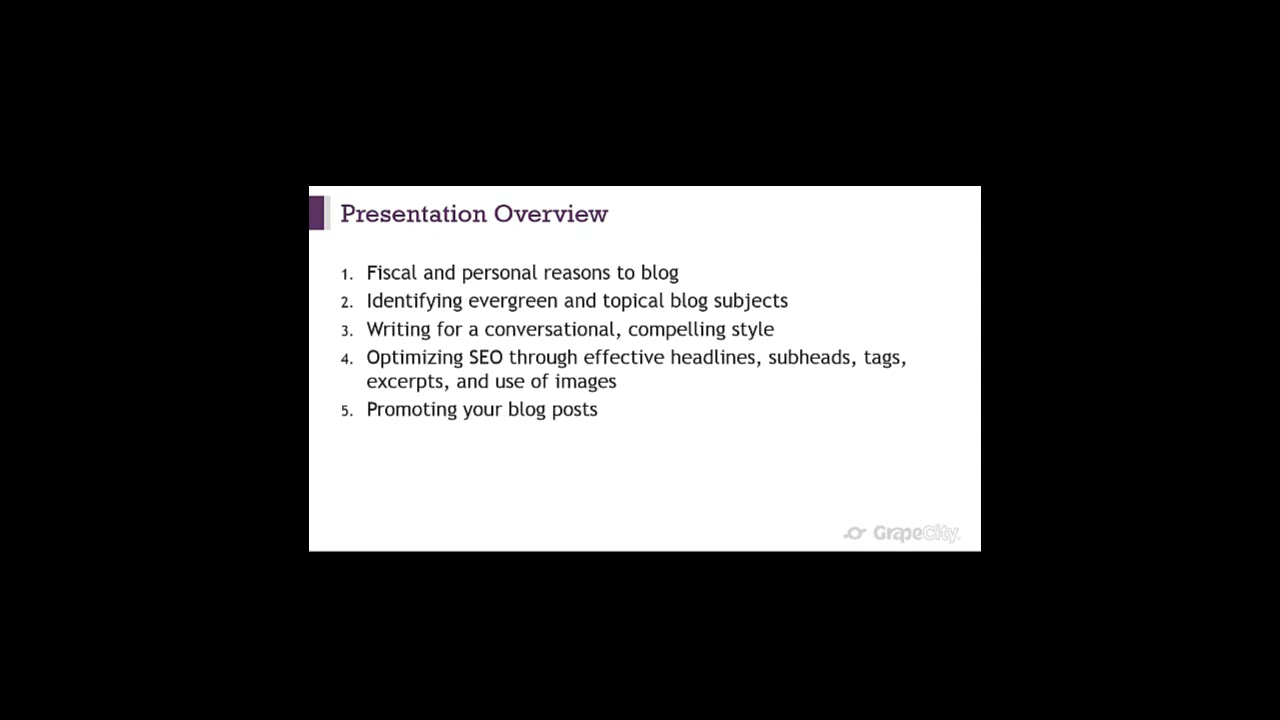 Presentation Overview
1. Fiscal and personal reasons to blog
2. Identifying evergreen and topical blog subjects
3. Writing for a conversational, compelling style
4. Optimizing SEO through effective headlines, subheads, tags,
excerpts, and use of images
5. Promoting your blog posts
GrapeCity